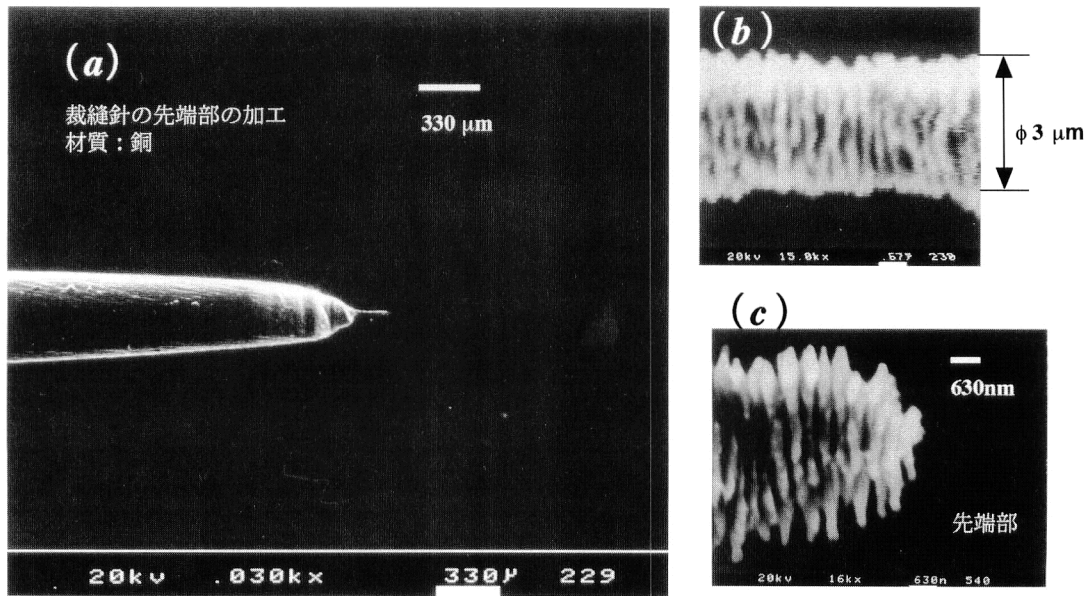 (a)
裁縫針の先端部の加工
材質：銅
330 μm
20kv .030kx 330μ 229
(b)
φ3 μm
20kv 15.0kx .67μ 230
(c)
630nm
先端部
20kv 16kx 630n 540